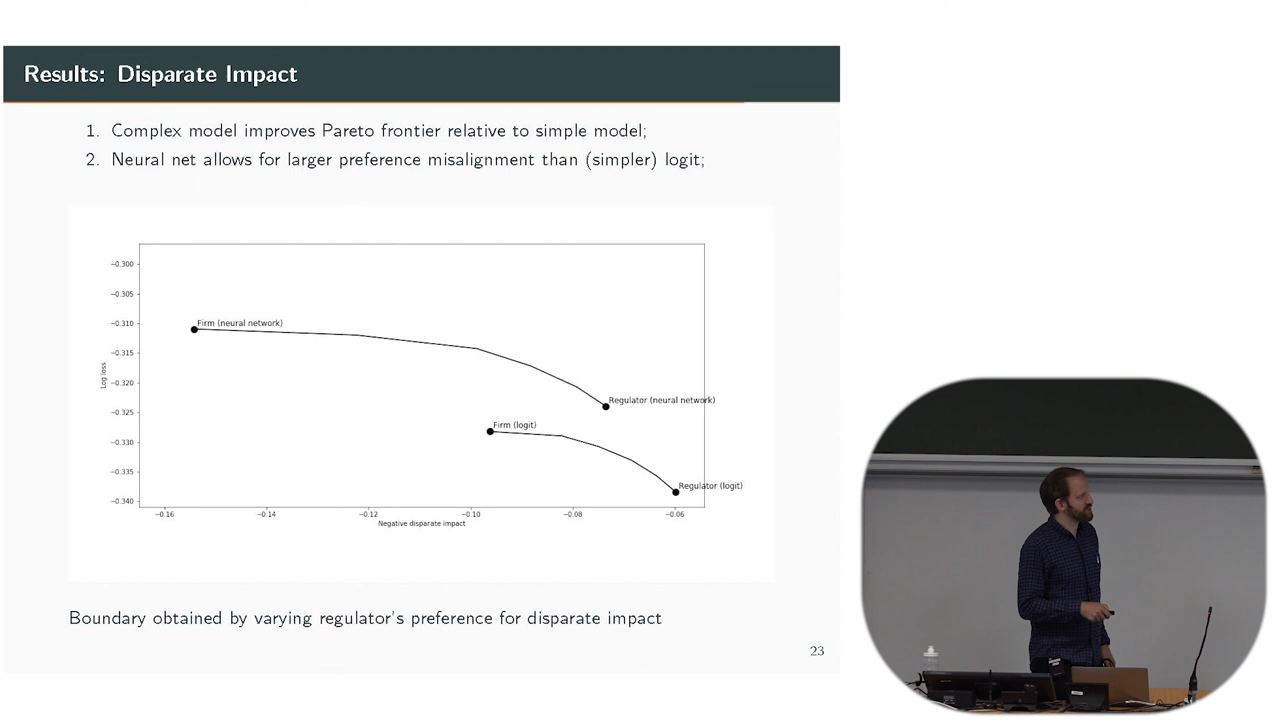 Results: Disparate Impact
1. Complex model improves Pareto frontier relative to simple model;
2. Neural net allows for larger preference misalignment than (simpler) logit;
−0.300
−0.305
−0.310
−0.315
−0.320
−0.325
−0.330
−0.335
−0.340
Log loss
Firm (neural network)
Regulator (neural network)
Firm (logit)
Regulator (logit)
−0.16
−0.14
−0.12
−0.10
−0.08
−0.06
Negative disparate impact
Boundary obtained by varying regulator's preference for disparate impact
23